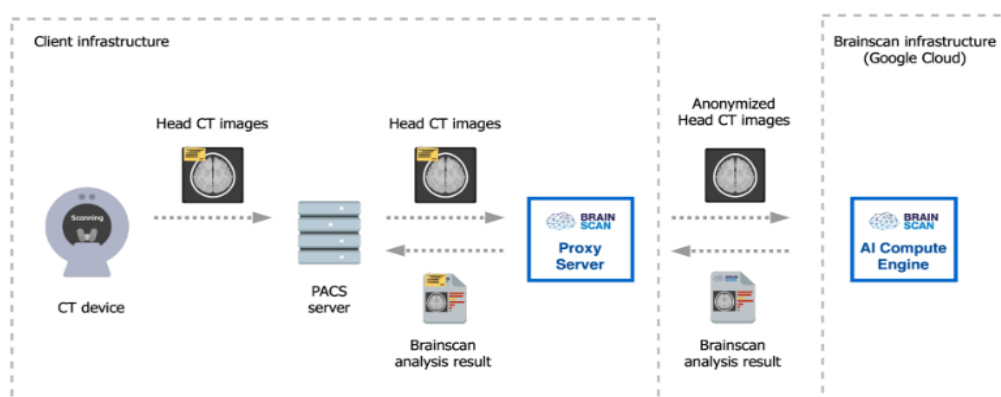 Client infrastructure
Brainscan infrastructure
(Google Cloud)
Head CT images
Head CT images
Anonymized
Head CT images
Scanning
BRAIN
SCAN
Proxy
Server
BRAIN
SCAN
AI Compute
Engine
CT device
PACS
server
Brainscan
analysis result
Brainscan
analysis result